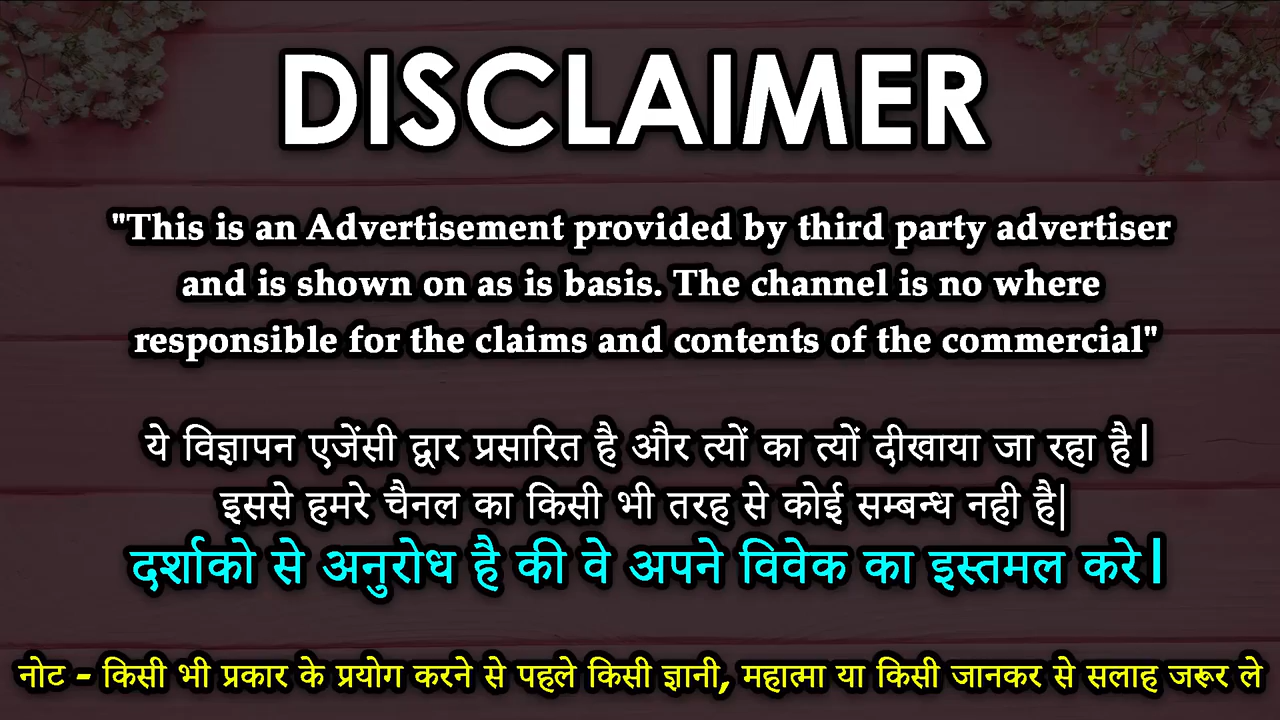 DISCLAIMER
"This is an Advertisement provided by third party advertiser
and is shown on as is basis. The channel is no where
responsible for the claims and contents of the commercial"
ये विज्ञापन एजेंसी द्वार प्रसारित है और त्यों का त्यों दीखाया जा रहा है।
इससे हमरे चैनल का किसी भी तरह से कोई सम्बन्ध नही है|
दर्शाको से अनुरोध है की वे अपने विवेक का इस्तमल करे।
नोट - किसी भी प्रकार के प्रयोग करने से पहले किसी ज्ञानी, महात्मा या किसी जानकर से सलाह जरूर ले